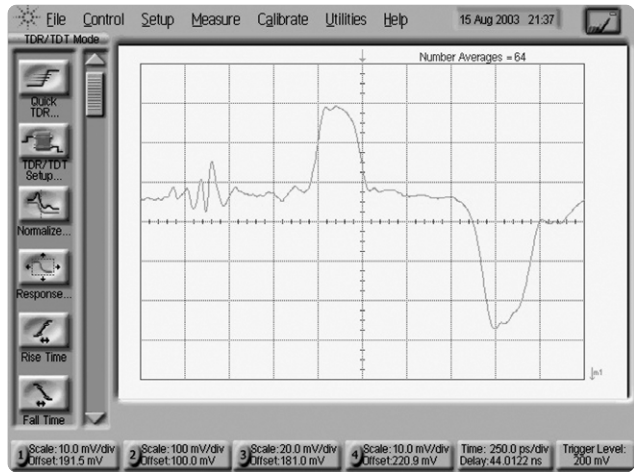 File Control Setup Measure Calibrate Utilities Help 15 Aug 2003 21:37
TDR/TDT Mode
Number Averages = 64
Quick
TDR...
TDR/TDT
Setup...
Normalize...
Response...
Rise Time
Fall Time
1 Scale: 10.0 mV/div
Offset: 191.5 mV
2 Scale: 100 mV/div
Offset: 100.0 mV
3 Scale: 20.0 mV/div
Offset: 181.0 mV
4 Scale: 10.0 mV/div
Offset: 220.9 mV
Time: 250.0 ps/div
Delay: 44.0122 ns
Trigger Level:
200 mV